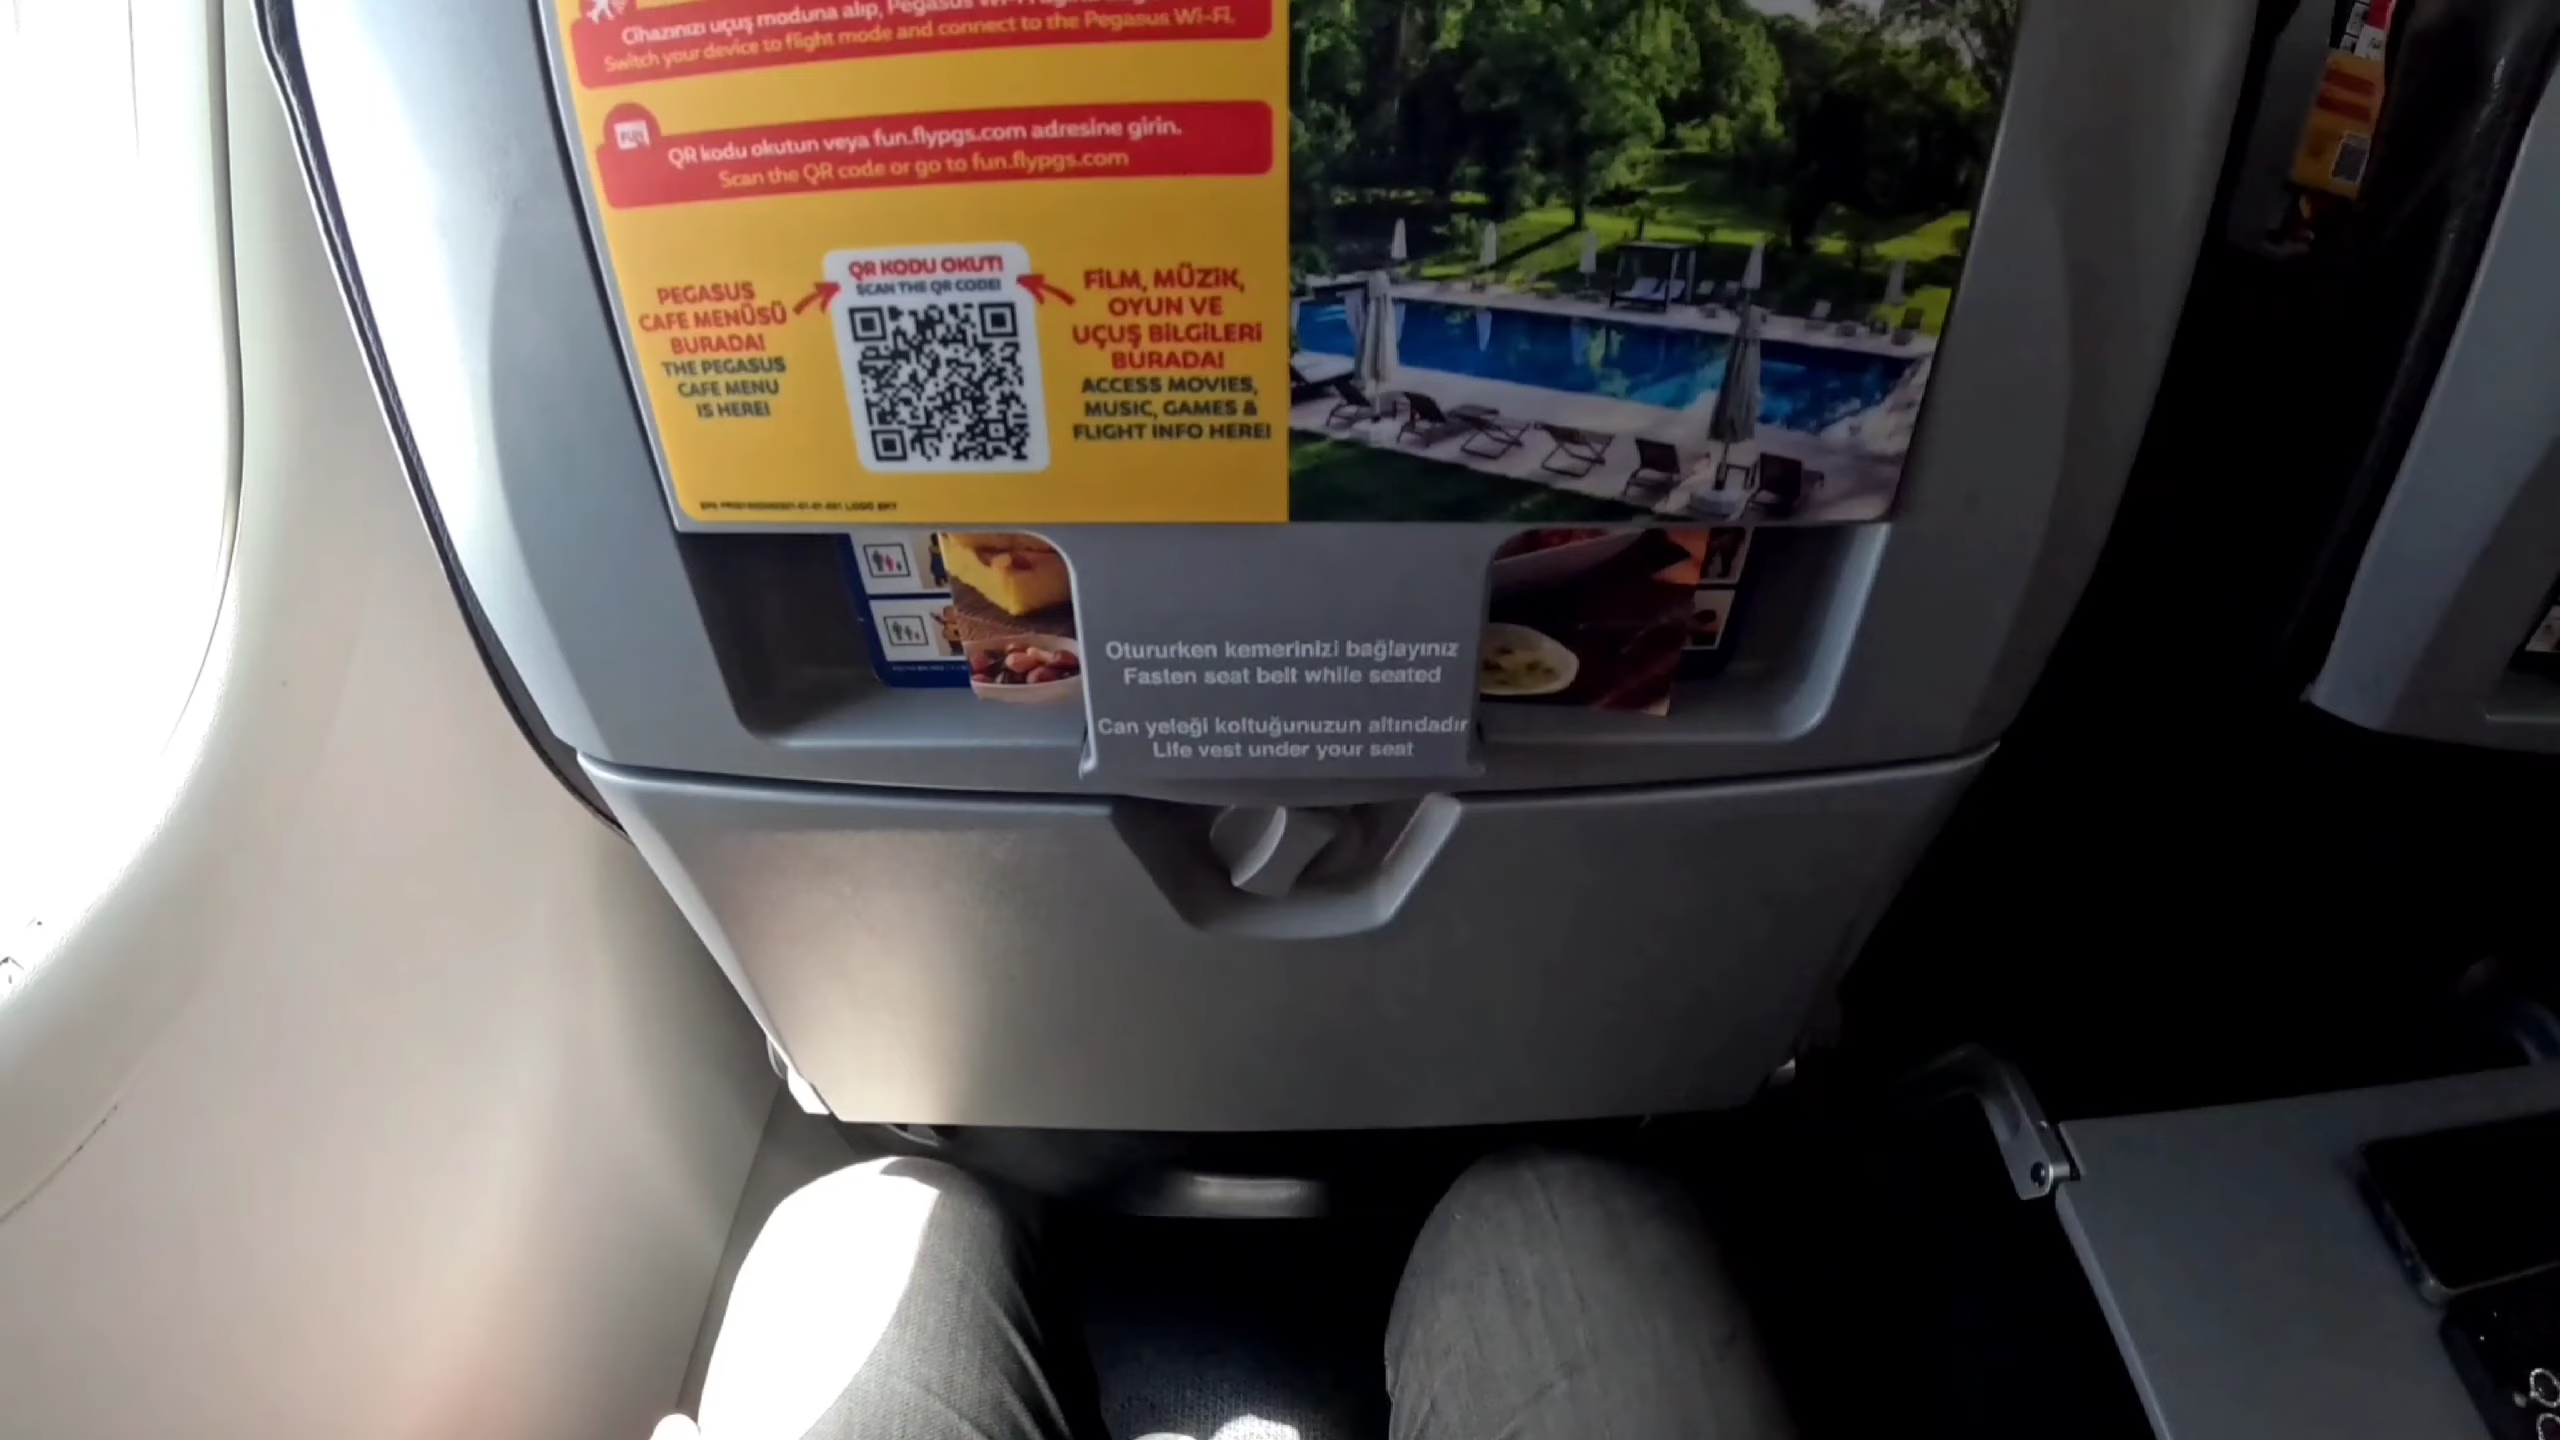 Cihazınızı uçuş moduna alıp, Pegasus Wi-Fi
Switch your device to flight mode and connect to the Pegasus Wi-Fi.
FUN
QR kodu okutun veya fun.flypgs.com adresine girin.
Scan the QR code or go to fun.flypgs.com
PEGASUS
CAFE MENÜSÜ
BURADA!
THE PEGASUS
CAFE MENU
IS HERE!
QR KODU OKUT!
SCAN THE QR CODE!
FİLM, MÜZİK,
OYUN VE
UÇUŞ BİLGİLERİ
BURADA!
ACCESS MOVIES,
MUSIC, GAMES &
FLIGHT INFO HERE!
Otururken kemerinizi bağlayınız
Fasten seat belt while seated
Can yeleği koltuğunuzun altındadır
Life vest under your seat